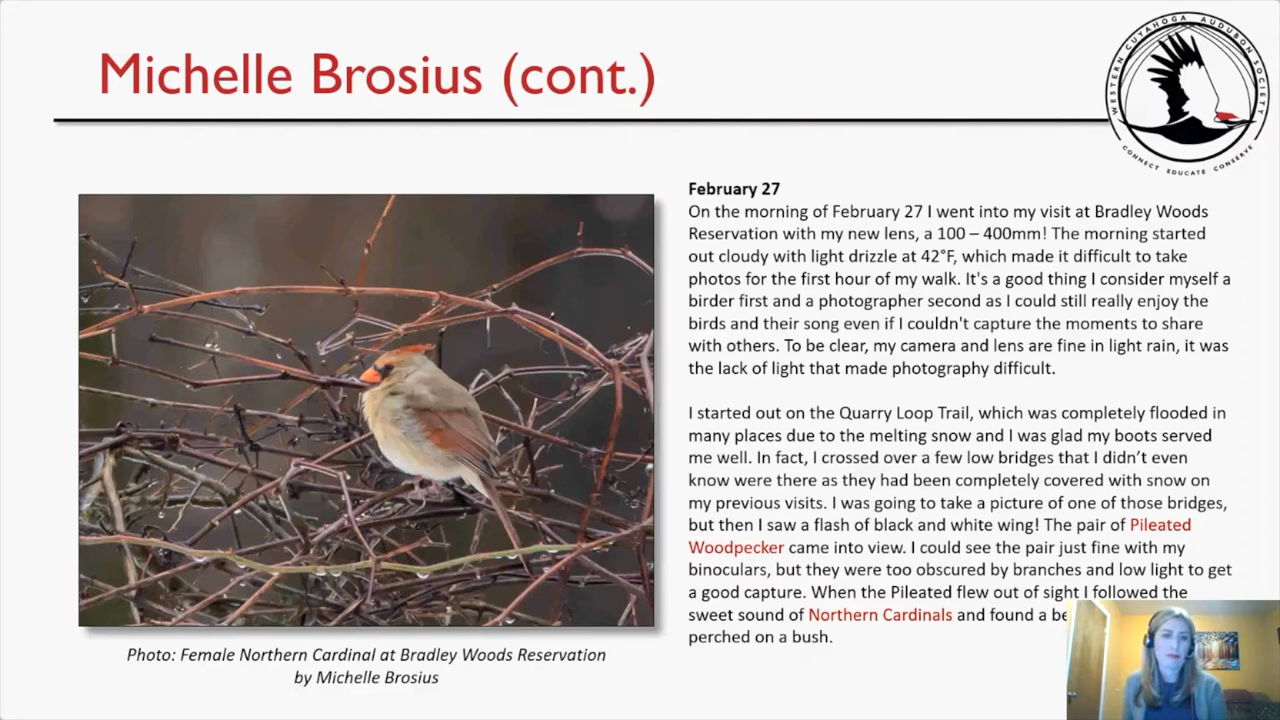 Michelle Brosius (cont.)
WESTERN CUYAHOGA AUDUBON SOCIETY
CONNECT EDUCATE CONSERVE
February 27
On the morning of February 27 I went into my visit at Bradley Woods
Reservation with my new lens, a 100 – 400mm! The morning started
out cloudy with light drizzle at 42°F, which made it difficult to take
photos for the first hour of my walk. It's a good thing I consider myself a
birder first and a photographer second as I could still really enjoy the
birds and their song even if I couldn't capture the moments to share
with others. To be clear, my camera and lens are fine in light rain, it was
the lack of light that made photography difficult.
I started out on the Quarry Loop Trail, which was completely flooded in
many places due to the melting snow and I was glad my boots served
me well. In fact, I crossed over a few low bridges that I didn’t even
know were there as they had been completely covered with snow on
my previous visits. I was going to take a picture of one of those bridges,
but then I saw a flash of black and white wing! The pair of Pileated
Woodpecker came into view. I could see the pair just fine with my
binoculars, but they were too obscured by branches and low light to get
a good capture. When the Pileated flew out of sight I followed the
sweet sound of Northern Cardinals and found a
perched on a bush.
Photo: Female Northern Cardinal at Bradley Woods Reservation
by Michelle Brosius